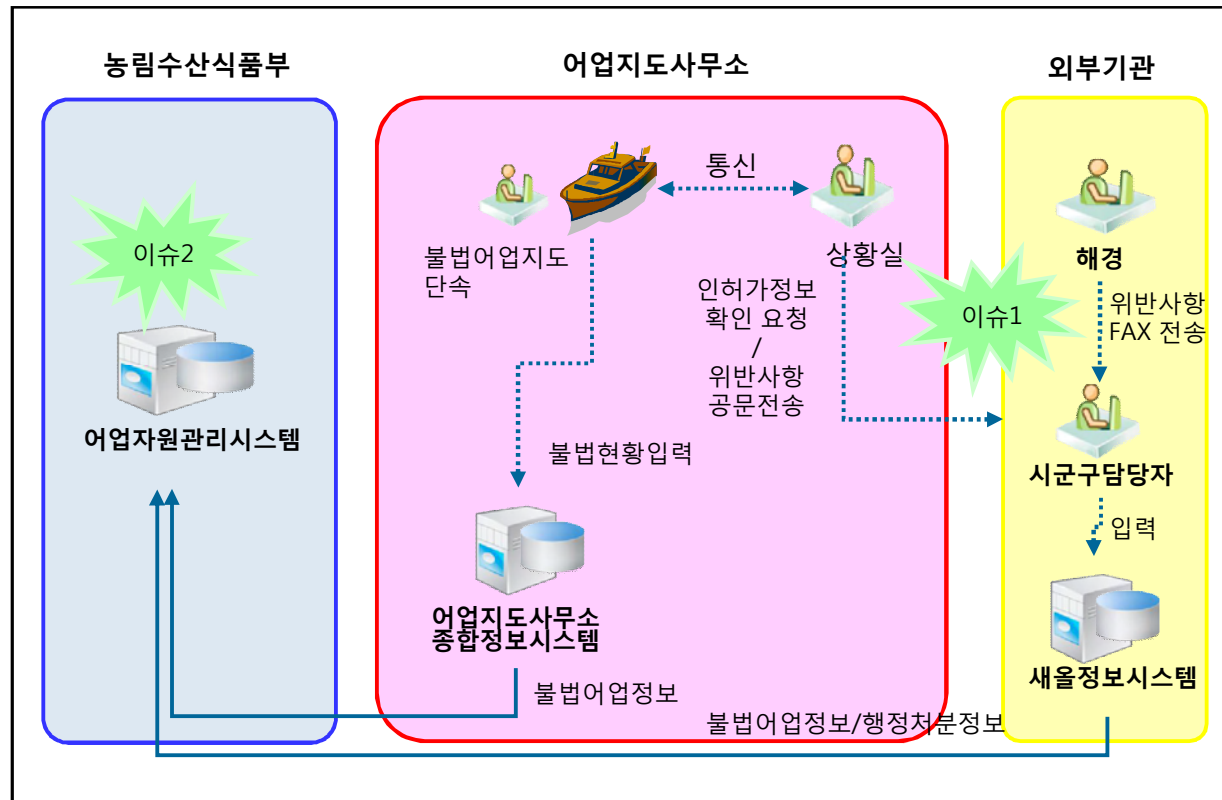 농림수산식품부
어업지도사무소
외부기관
이슈2
어업자원관리시스템
통신
불법어업지도
단속
상황실
인허가정보
확인 요청
/
위반사항
공문전송
불법현황입력
어업지도사무소
종합정보시스템
불법어업정보
이슈1
해경
위반사항
FAX 전송
시군구담당자
입력
새올정보시스템
불법어업정보/행정처분정보